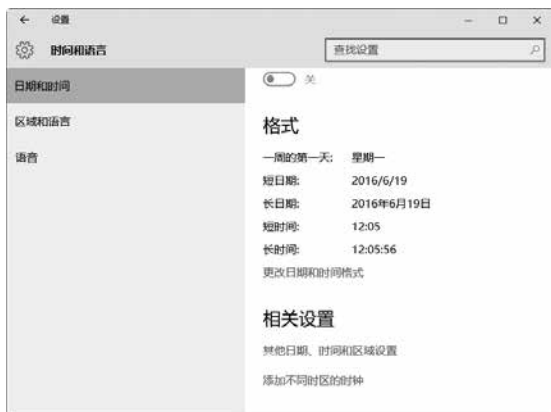 设置
时间和语言
查找设置
日期和时间
区域和语言
语音
关
格式
一周的第一天: 星期一
短日期: 2016/6/19
长日期: 2016年6月19日
短时间: 12:05
长时间: 12:05:56
更改日期和时间格式
相关设置
其他日期、时间和区域设置
添加不同时区的时钟